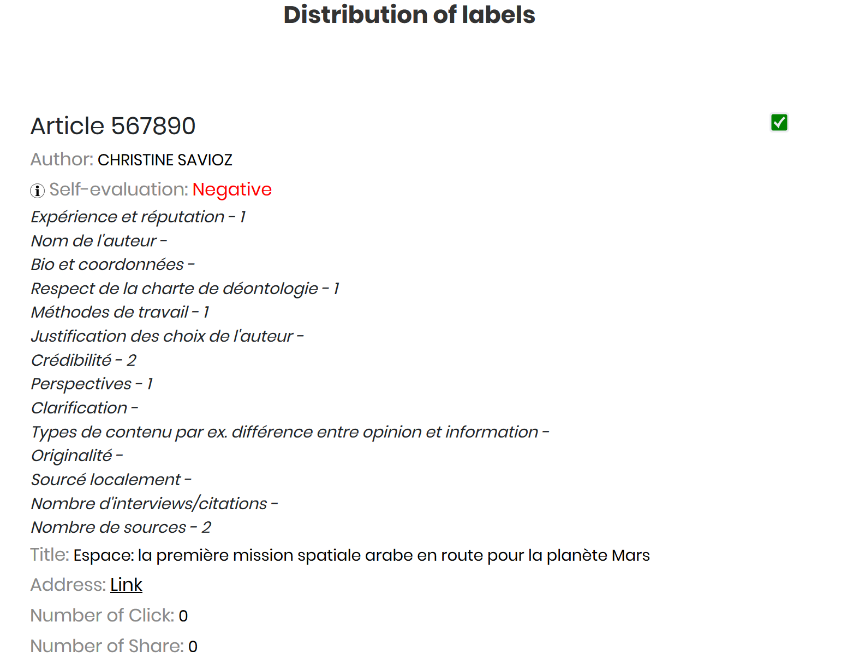 Distribution of labels
Article 567890
Author: CHRISTINE SAVIOZ
Self-evaluation: Negative
Expérience et réputation - 1
Nom de l'auteur -
Bio et coordonnées -
Respect de la charte de déontologie - 1
Méthodes de travail - 1
Justification des choix de l'auteur -
Crédibilité - 2
Perspectives - 1
Clarification -
Types de contenu par ex. différence entre opinion et information -
Originalité -
Sourcé localement -
Nombre d'interviews/citations -
Nombre de sources - 2
Title: Espace: la première mission spatiale arabe en route pour la planète Mars
Address: Link
Number of Click: 0
Number of Share: 0